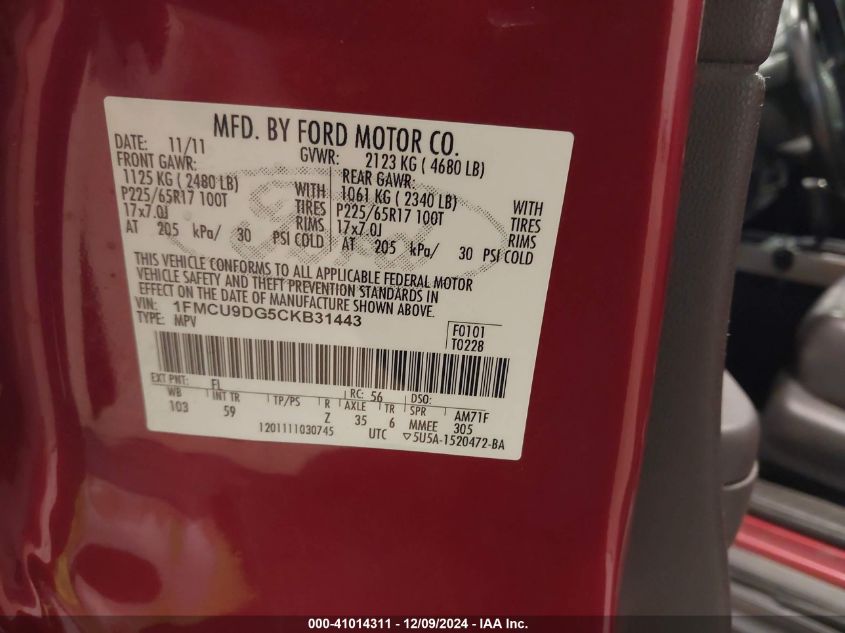 MFD. BY FORD MOTOR CO.
DATE: 11/11 GVWR: 2123 KG ( 4680 LB)
FRONT GAWR: REAR GAWR:
1125 KG ( 2480 LB) WITH 1061 KG ( 2340 LB) WITH
P225/65R17 100T TIRES P225/65R17 100T TIRES
17x7.0J RIMS 17x7.0J RIMS
AT 205 kPa/ 30 PSI COLD AT 205 kPa/ 30 PSI COLD
THIS VEHICLE CONFORMS TO ALL APPLICABLE FEDERAL MOTOR
VEHICLE SAFETY AND THEFT PREVENTION STANDARDS IN
EFFECT ON THE DATE OF MANUFACTURE SHOWN ABOVE.
VIN: 1FMCU9DG5CKB31443 F0101
TYPE: MPV T0228
EXT PNT: FL RC: 56 DSO:
WB INT TR TP/PS R AXLE TR SPR AM71F
103 59 Z 35 6 MMEE 305
1201111030745 UTC ▽5U5A-1520472-BA
000-41014311 - 12/09/2024 - IAA Inc.